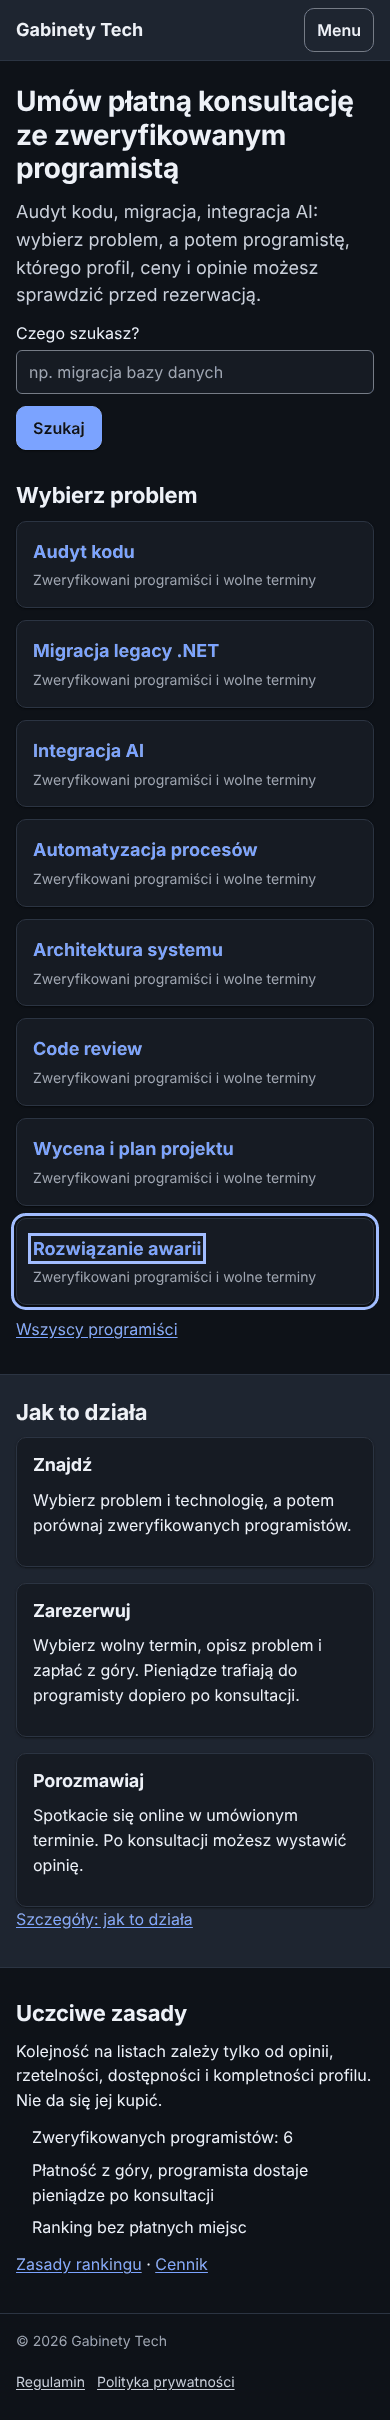 Gabinety Tech
Menu
Umów płatną konsultację
ze zweryfikowanym
programistą
Audyt kodu, migracja, integracja AI:
wybierz problem, a potem programistę,
którego profil, ceny i opinie możesz
sprawdzić przed rezerwacją.
Czego szukasz?
np. migracja bazy danych
Szukaj
Wybierz problem
Audyt kodu
Zweryfikowani programiści i wolne terminy
Migracja legacy .NET
Zweryfikowani programiści i wolne terminy
Integracja AI
Zweryfikowani programiści i wolne terminy
Automatyzacja procesów
Zweryfikowani programiści i wolne terminy
Architektura systemu
Zweryfikowani programiści i wolne terminy
Code review
Zweryfikowani programiści i wolne terminy
Wycena i plan projektu
Zweryfikowani programiści i wolne terminy
Rozwiązanie awarii
Zweryfikowani programiści i wolne terminy
Wszyscy programiści
Jak to działa
Znajdź
Wybierz problem i technologię, a potem
porównaj zweryfikowanych programistów.
Zarezerwuj
Wybierz wolny termin, opisz problem i
zapłać z góry. Pieniądze trafiają do
programisty dopiero po konsultacji.
Porozmawiaj
Spotkacie się online w umówionym
terminie. Po konsultacji możesz wystawić
opinię.
Szczegóły: jak to działa
Uczciwe zasady
Kolejność na listach zależy tylko od opinii,
rzetelności, dostępności i kompletności profilu.
Nie da się jej kupić.
Zweryfikowanych programistów: 6
Płatność z góry, programista dostaje
pieniądze po konsultacji
Ranking bez płatnych miejsc
Zasady rankingu · Cennik
© 2026 Gabinety Tech
Regulamin Polityka prywatności